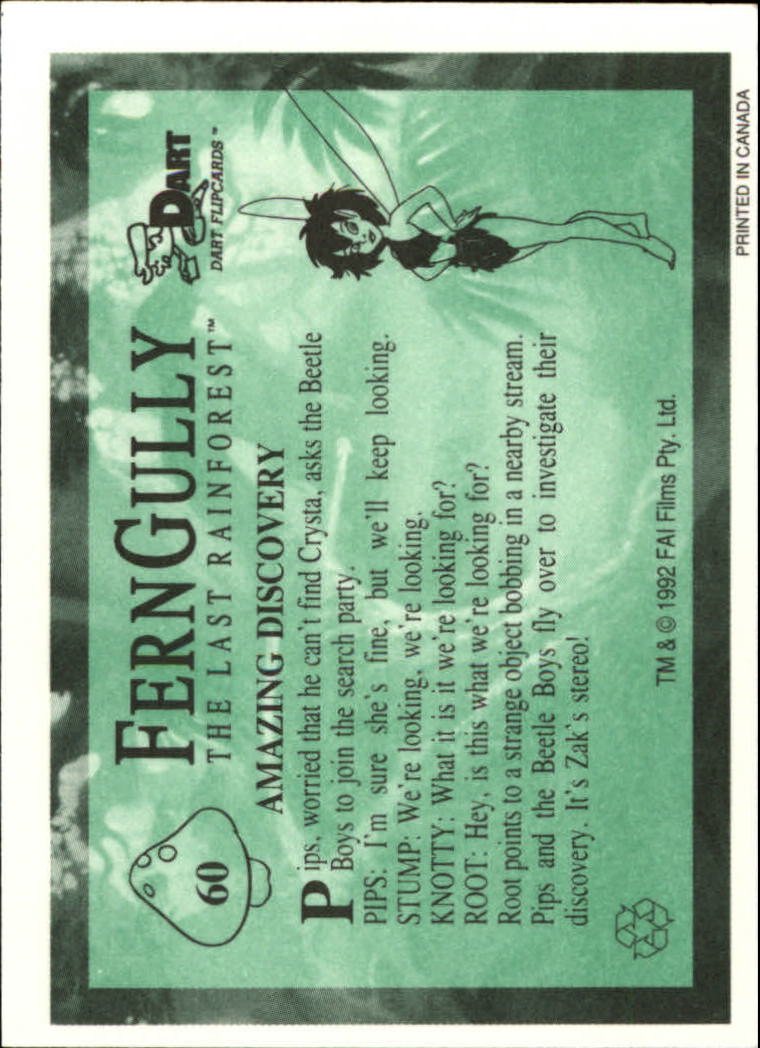 60
FERNGULLY
THE LAST RAINFOREST™
DART
DART FLIPCARDS™
AMAZING DISCOVERY
Pips, worried that he can't find Crysta, asks the Beetle
Boys to join the search party.
PIPS: I'm sure she's fine, but we'll keep looking.
STUMP: We're looking, we're looking.
KNOTTY: What it is it we're looking for?
ROOT: Hey, is this what we're looking for?
Root points to a strange object bobbing in a nearby stream.
Pips and the Beetle Boys fly over to investigate their
discovery. It's Zak's stereo!
TM & © 1992 FAI Films Pty. Ltd.
PRINTED IN CANADA